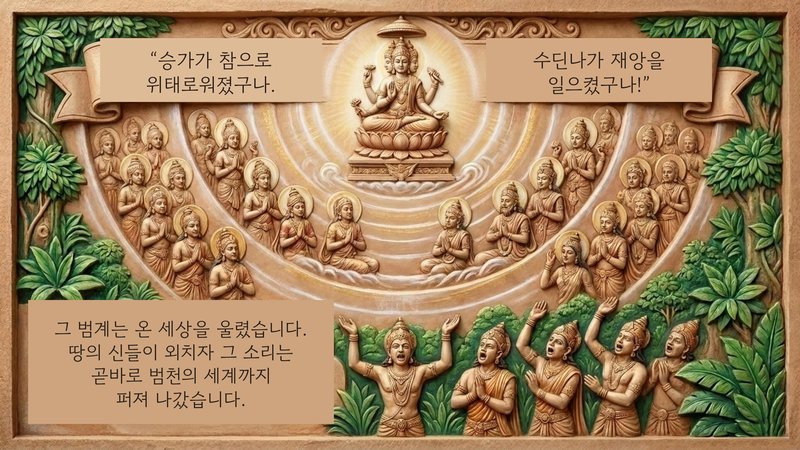 “승가가 참으로
위태로워졌구나.
수딘나가 재앙을
일으켰구나!”
그 범계는 온 세상을 울렸습니다.
땅의 신들이 외치자 그 소리는
곧바로 범천의 세계까지
퍼져 나갔습니다.